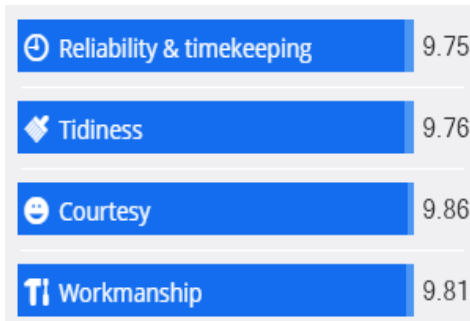 Reliability & timekeeping 9.75
Tidiness 9.76
Courtesy 9.86
Workmanship 9.81